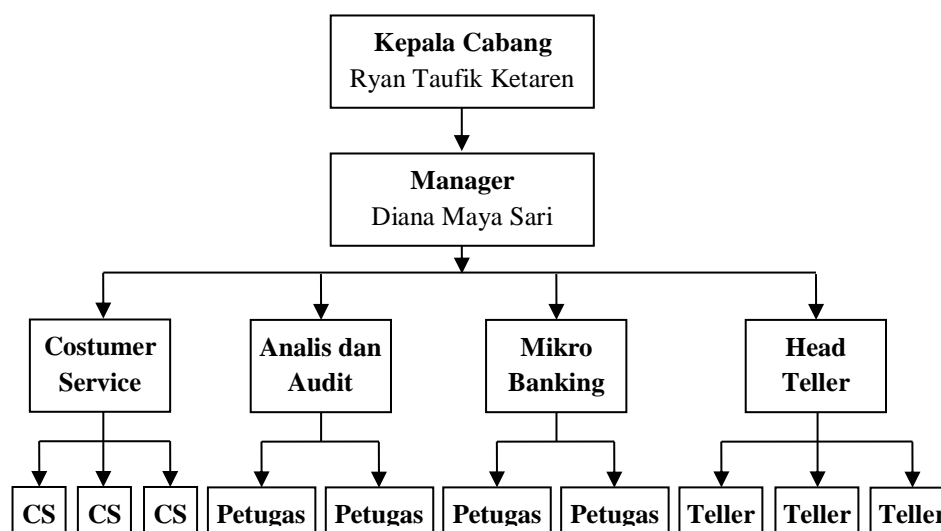 Kepala Cabang
Ryan Taufik Ketaren
Manager
Diana Maya Sari
Costumer
Service
Analis dan
Audit
Mikro
Banking
Head
Teller
CS
CS
CS
Petugas
Petugas
Petugas
Petugas
Teller
Teller
Teller